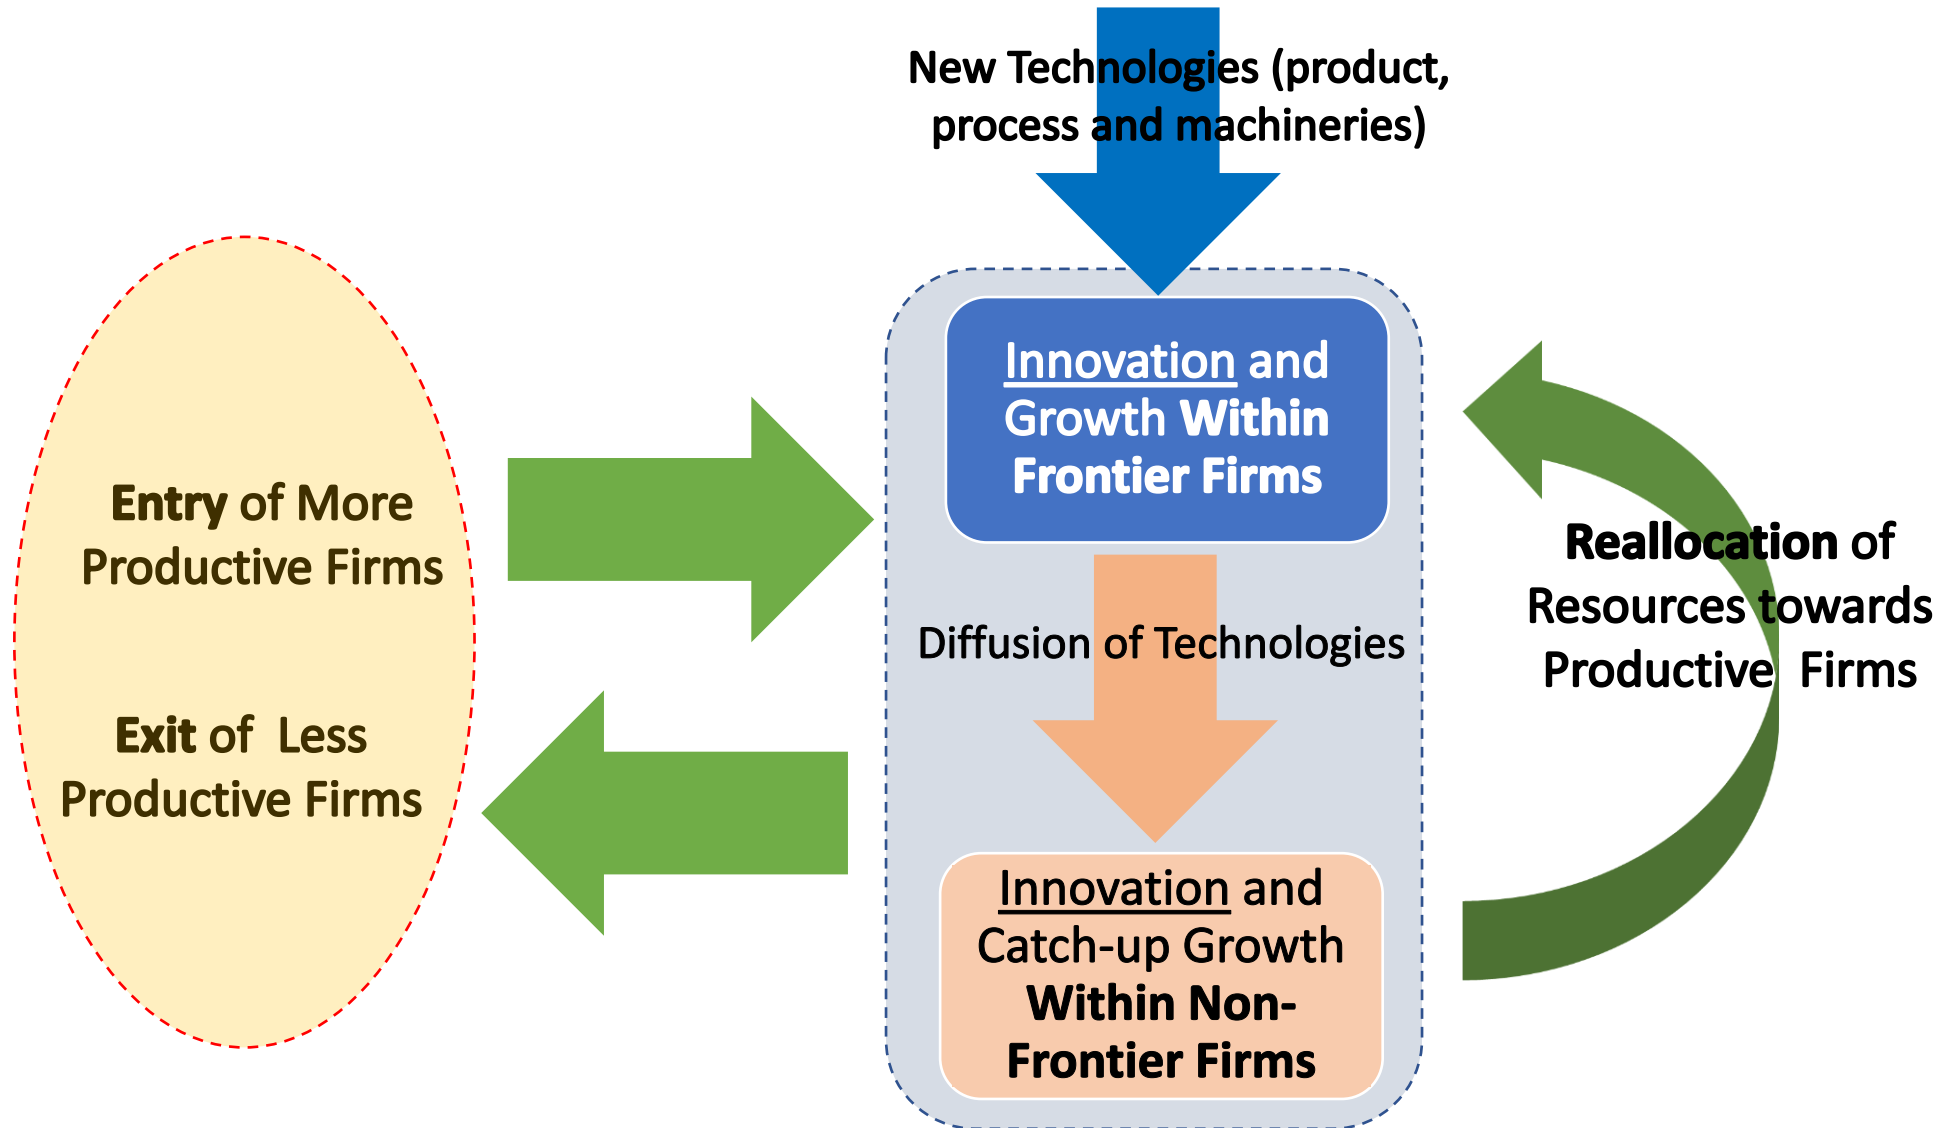 New Technologies (product,
process and machineries)
Innovation and
Growth Within
Frontier Firms
Entry of More
Productive Firms
Diffusion of Technologies
Reallocation of
Resources towards
Productive  Firms
Exit of  Less
Productive Firms
Innovation and
Catch-up Growth
Within Non-
Frontier Firms